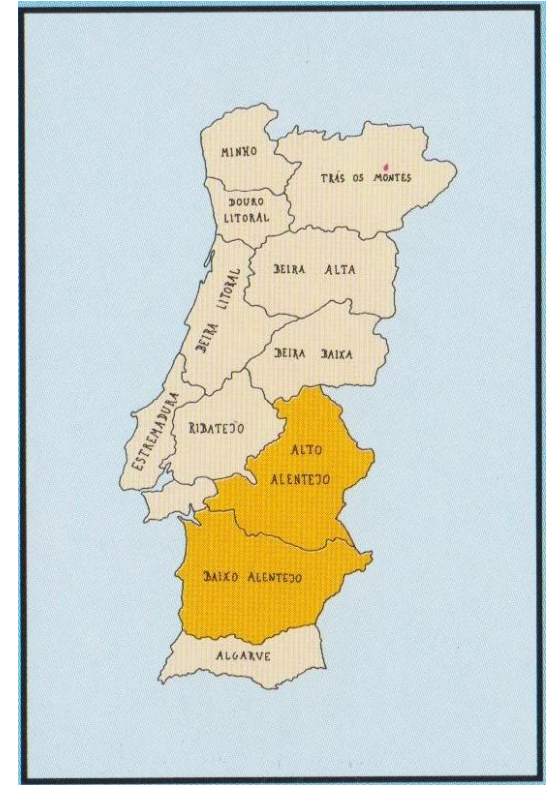 MINHO
TRÁS OS MONTES
DOURO
LITORAL
BEIRA ALTA
BEIRA LITORAL
BEIRA BAIXA
ESTREMADURA
RIBATEJO
ALTO
ALENTEJO
BAIXO ALENTEJO
ALGARVE